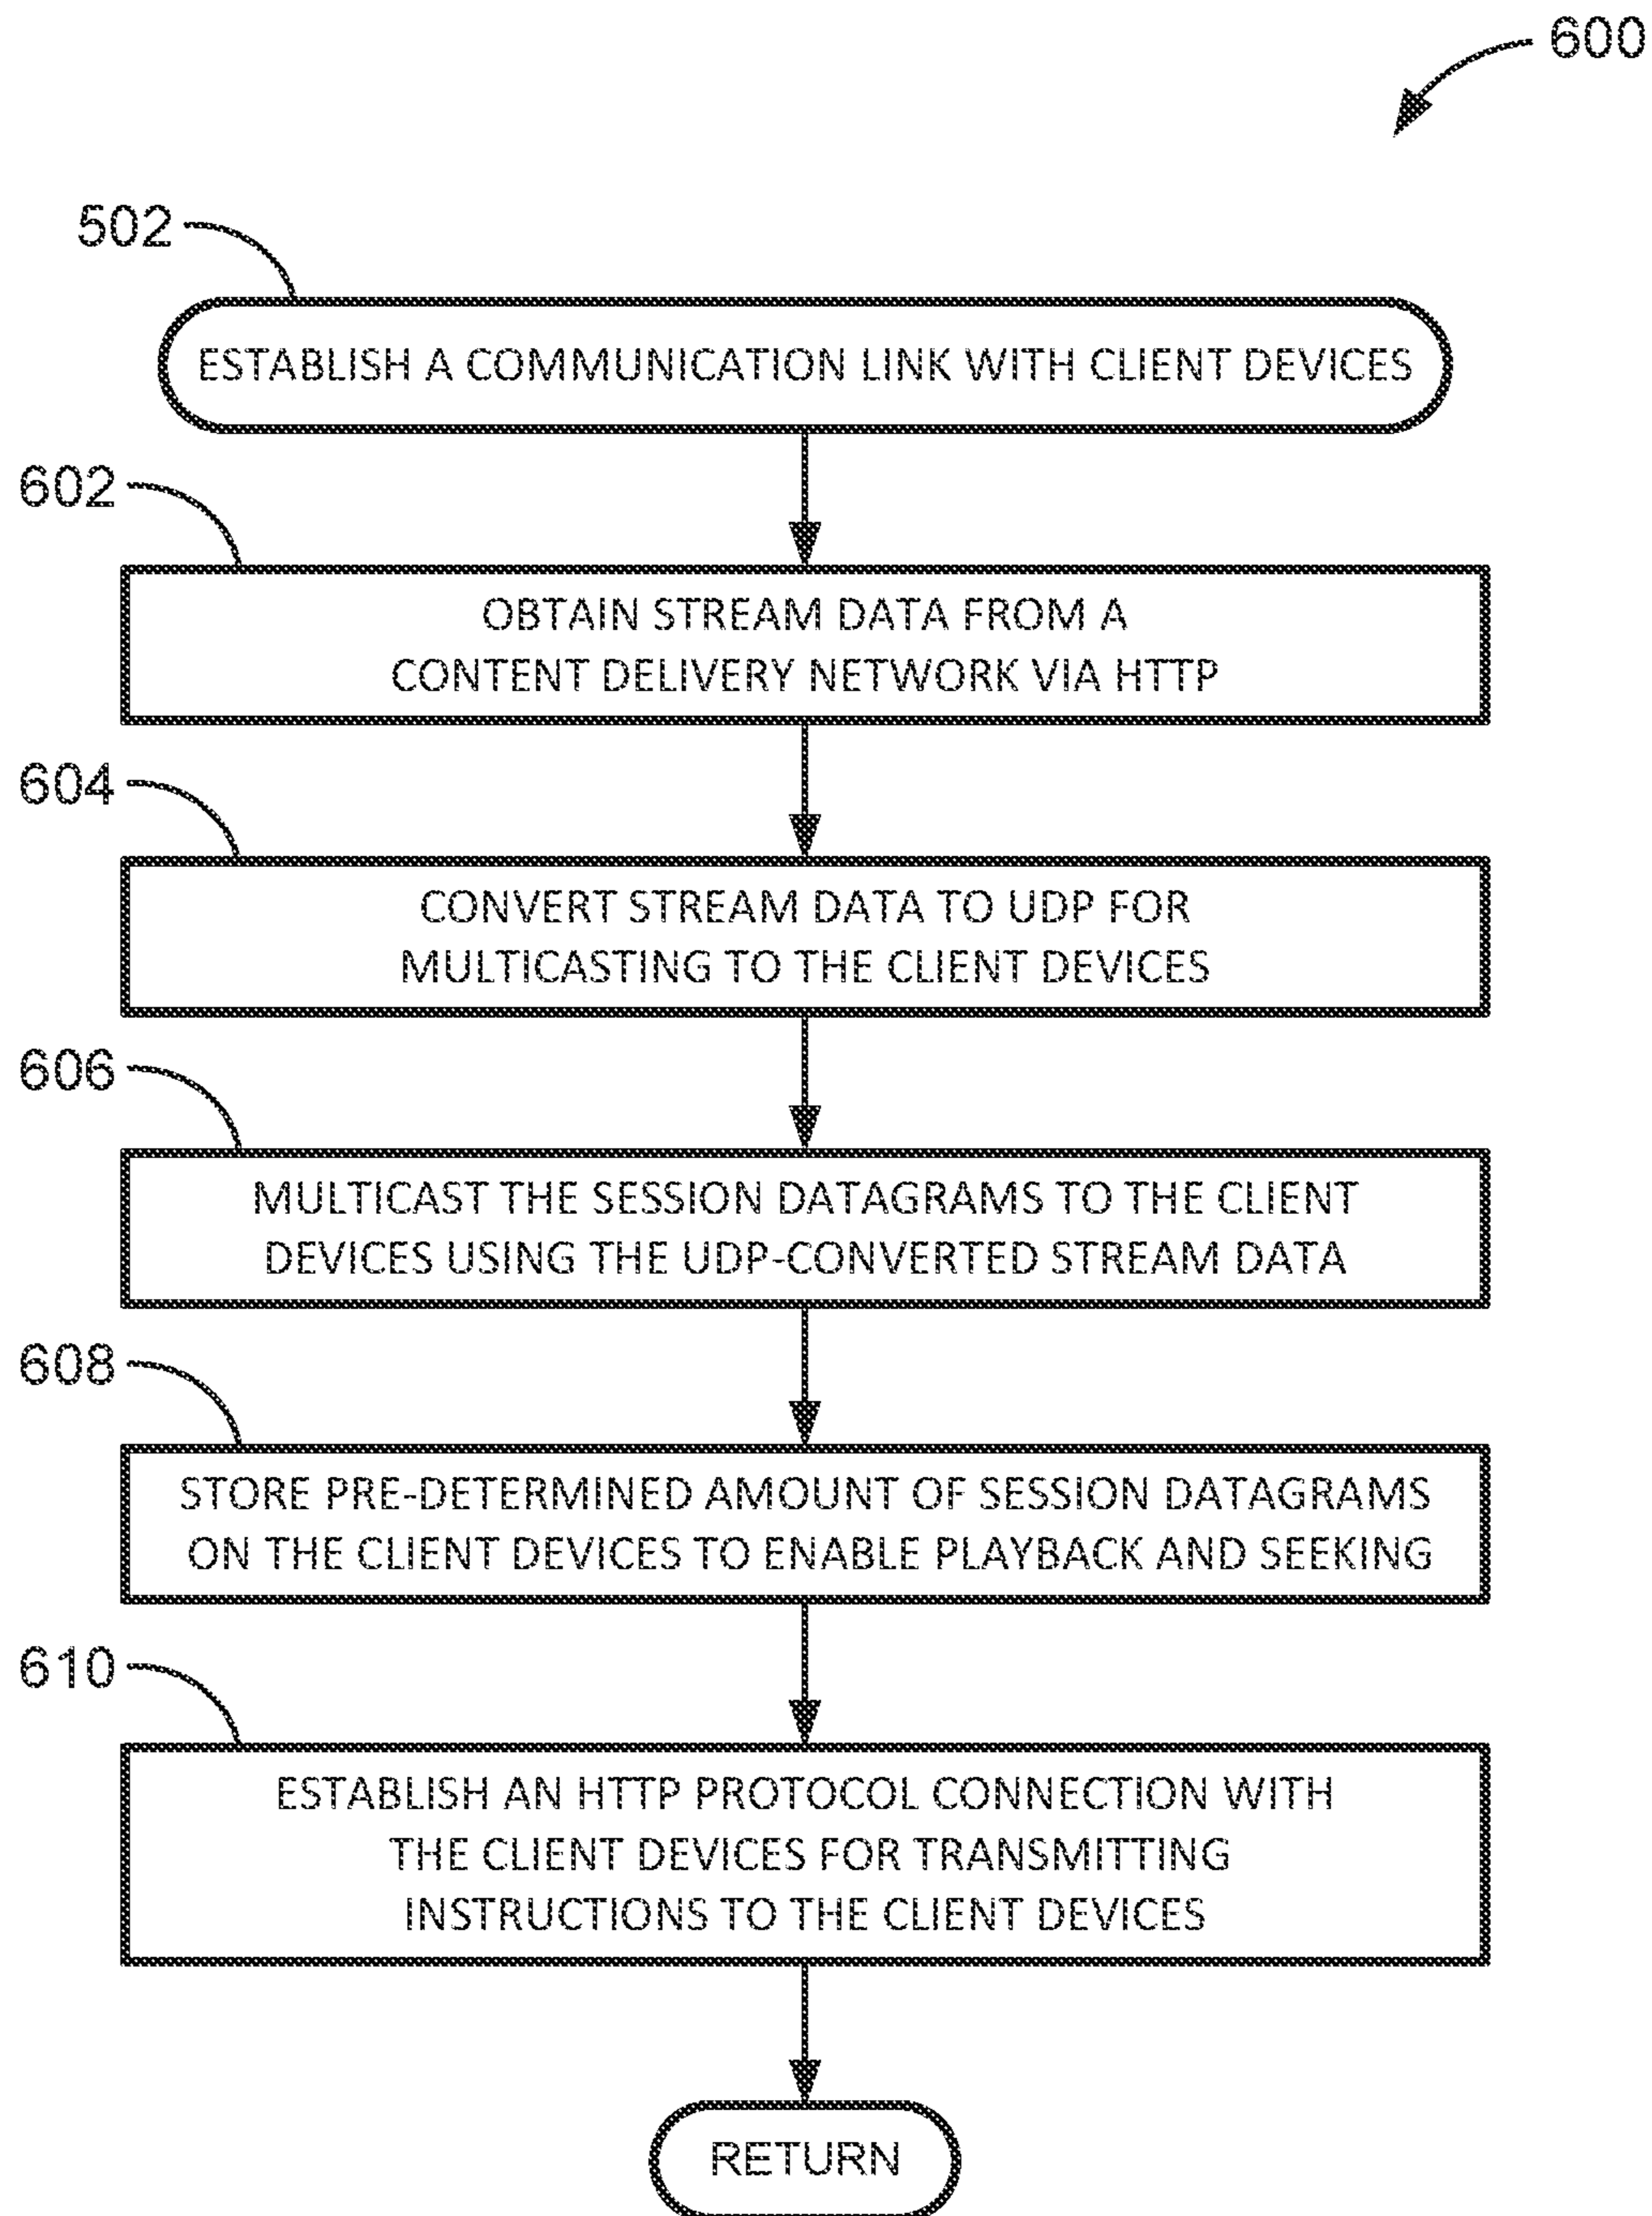 600
502
ESTABLISH A COMMUNICATION LINK WITH CLIENT DEVICES
602
OBTAIN STREAM DATA FROM A
CONTENT DELIVERY NETWORK VIA HTTP
604
CONVERT STREAM DATA TO UDP FOR
MULTICASTING TO THE CLIENT DEVICES
606
MULTICAST THE SESSION DATAGRAMS TO THE CLIENT
DEVICES USING THE UDP-CONVERTED STREAM DATA
608
STORE PRE-DETERMINED AMOUNT OF SESSION DATAGRAMS
ON THE CLIENT DEVICES TO ENABLE PLAYBACK AND SEEKING
610
ESTABLISH AN HTTP PROTOCOL CONNECTION WITH
THE CLIENT DEVICES FOR TRANSMITTING
INSTRUCTIONS TO THE CLIENT DEVICES
RETURN